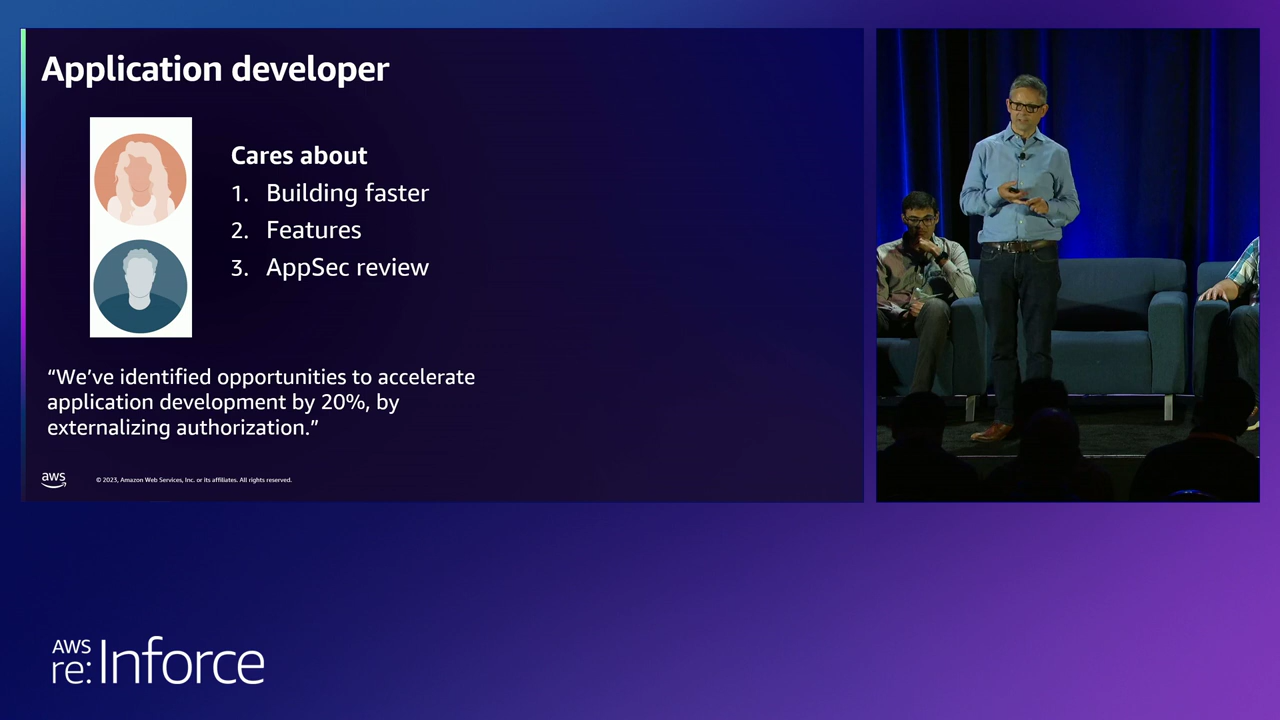 Application developer
Cares about
1. Building faster
2. Features
3. AppSec review
“We’ve identified opportunities to accelerate
application development by 20%, by
externalizing authorization.”
aws
© 2023, Amazon Web Services, Inc. or its affiliates. All rights reserved.
AWS
re:Inforce